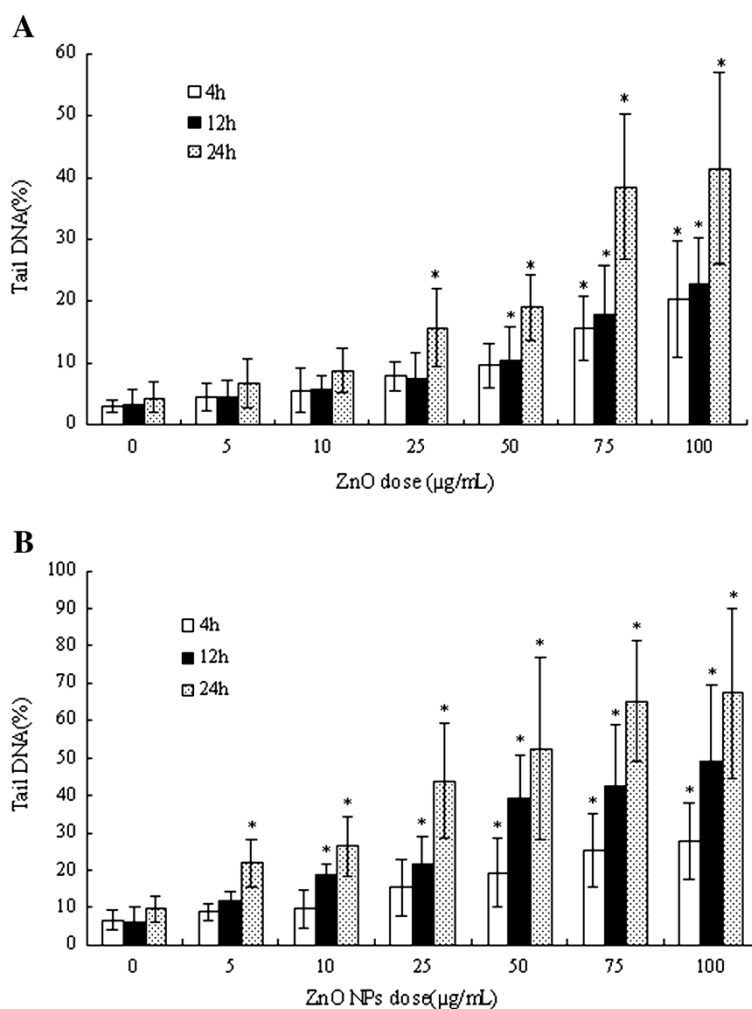 A
60
50
40
30
20
10
0
Tail DNA(%)
4h
12h
24h
* * * * * * * * *
0 5 10 25 50 75 100
ZnO dose (µg/mL)
B
100
90
80
70
60
50
40
30
20
10
0
Tail DNA(%)
4h
12h
24h
* * * * * * * * * * * * * *
0 5 10 25 50 75 100
ZnO NPs dose(µg/mL)